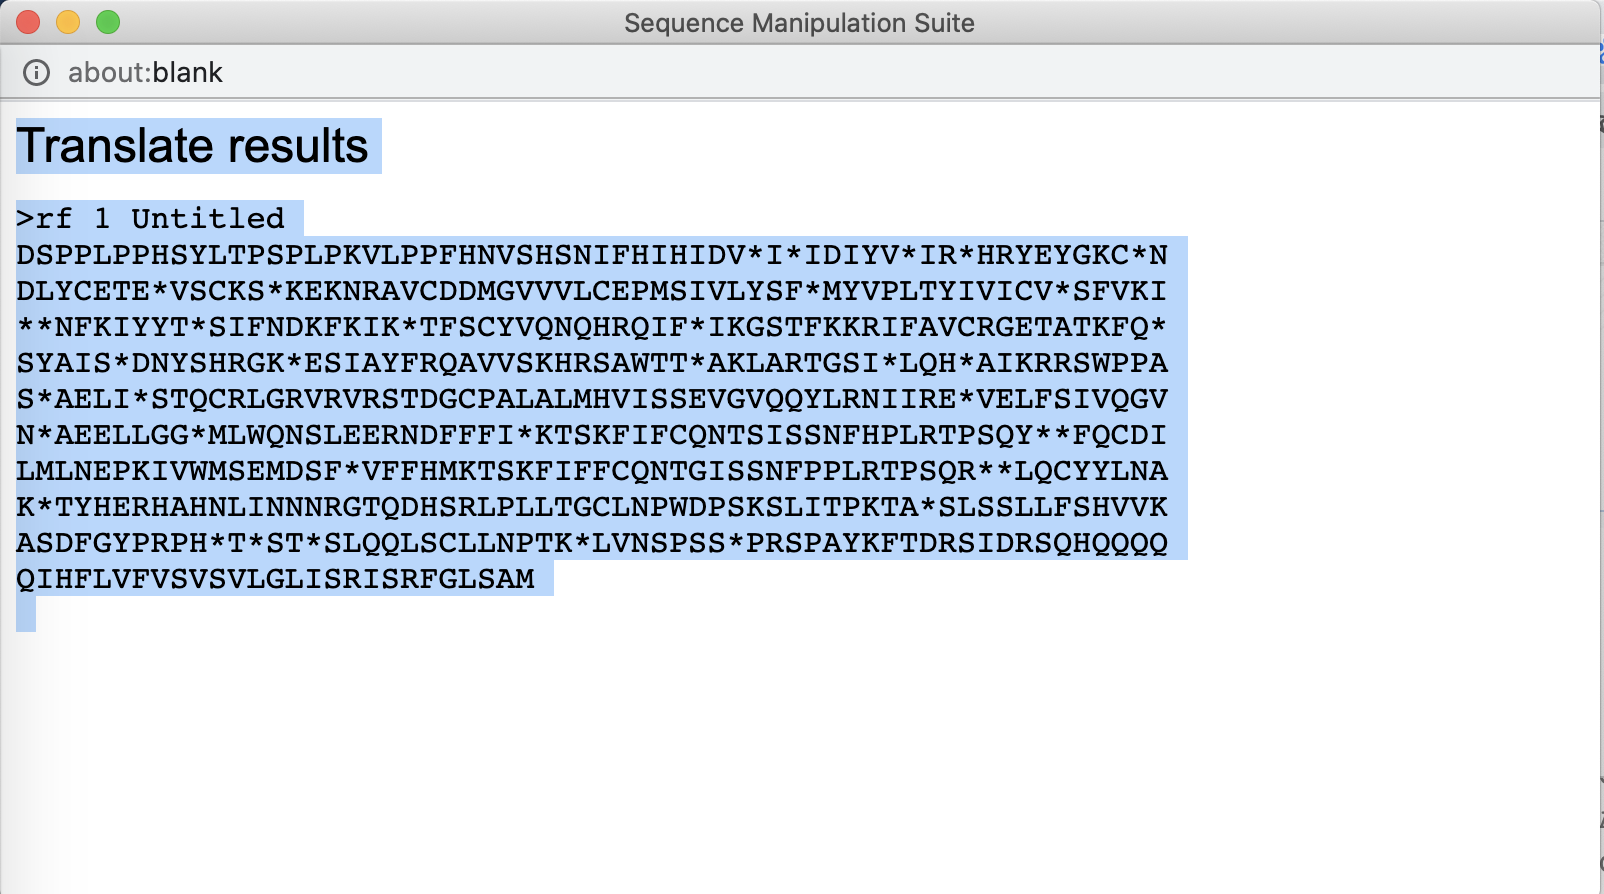 Sequence Manipulation Suite
about:blank
Translate results
>rf 1 Untitled
DSPPLPPHSYLTPSPLPKVLPPFHNVSHSNIFHIHIDV*I*IDIYV*IR*HRYEYGKC*N
DLYCETE*VSCKS*KEKNRAVCDDMGVVVLCEPMSIVLYSF*MYVPLTYIVICV*SFVKI
**NFKIYYT*SIFNDKFKIK*TFSCYVQNQHRQIF*IKGSTFKKRIFAVCRGETATKFQ*
SYAIS*DNYSHRGK*ESIAYFRQAVVSKHRSAWTT*AKLARTGSI*LQH*AIKRRSWPPA
S*AELI*STQCRLGRVRVRSTDGCPALALMHVISSEVGVQQYLRNIIRE*VELFSIVQGV
N*AEELLGG*MLWQNSLEERNDFFFI*KTSKFIFCQNTSISSNFHPLRTPSQY**FQCDI
LMLNEPKIVWMSEMDSF*VFFHMKTSKFIFFCQNTGISSNFPPLRTPSQR**LQCYYLNA
K*TYHERHAHNLINNNRGTQDHSRLPLLTGCLNPWDPSKSLITPKTA*SLSSLLFSHVVK
ASDFGYPRPH*T*ST*SLQQLSCLLNPTK*LVNSPSS*PRSPAYKFTDRSIDRSQHQQQQ
QIHFLVFVSVSVLGLISRISRFGLSAM